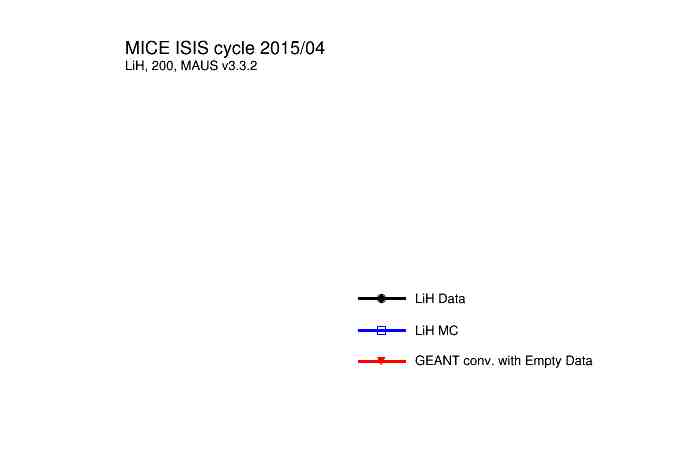 MICE ISIS cycle 2015/04
LiH, 200, MAUS v3.3.2
LiH Data
LiH MC
GEANT conv. with Empty Data